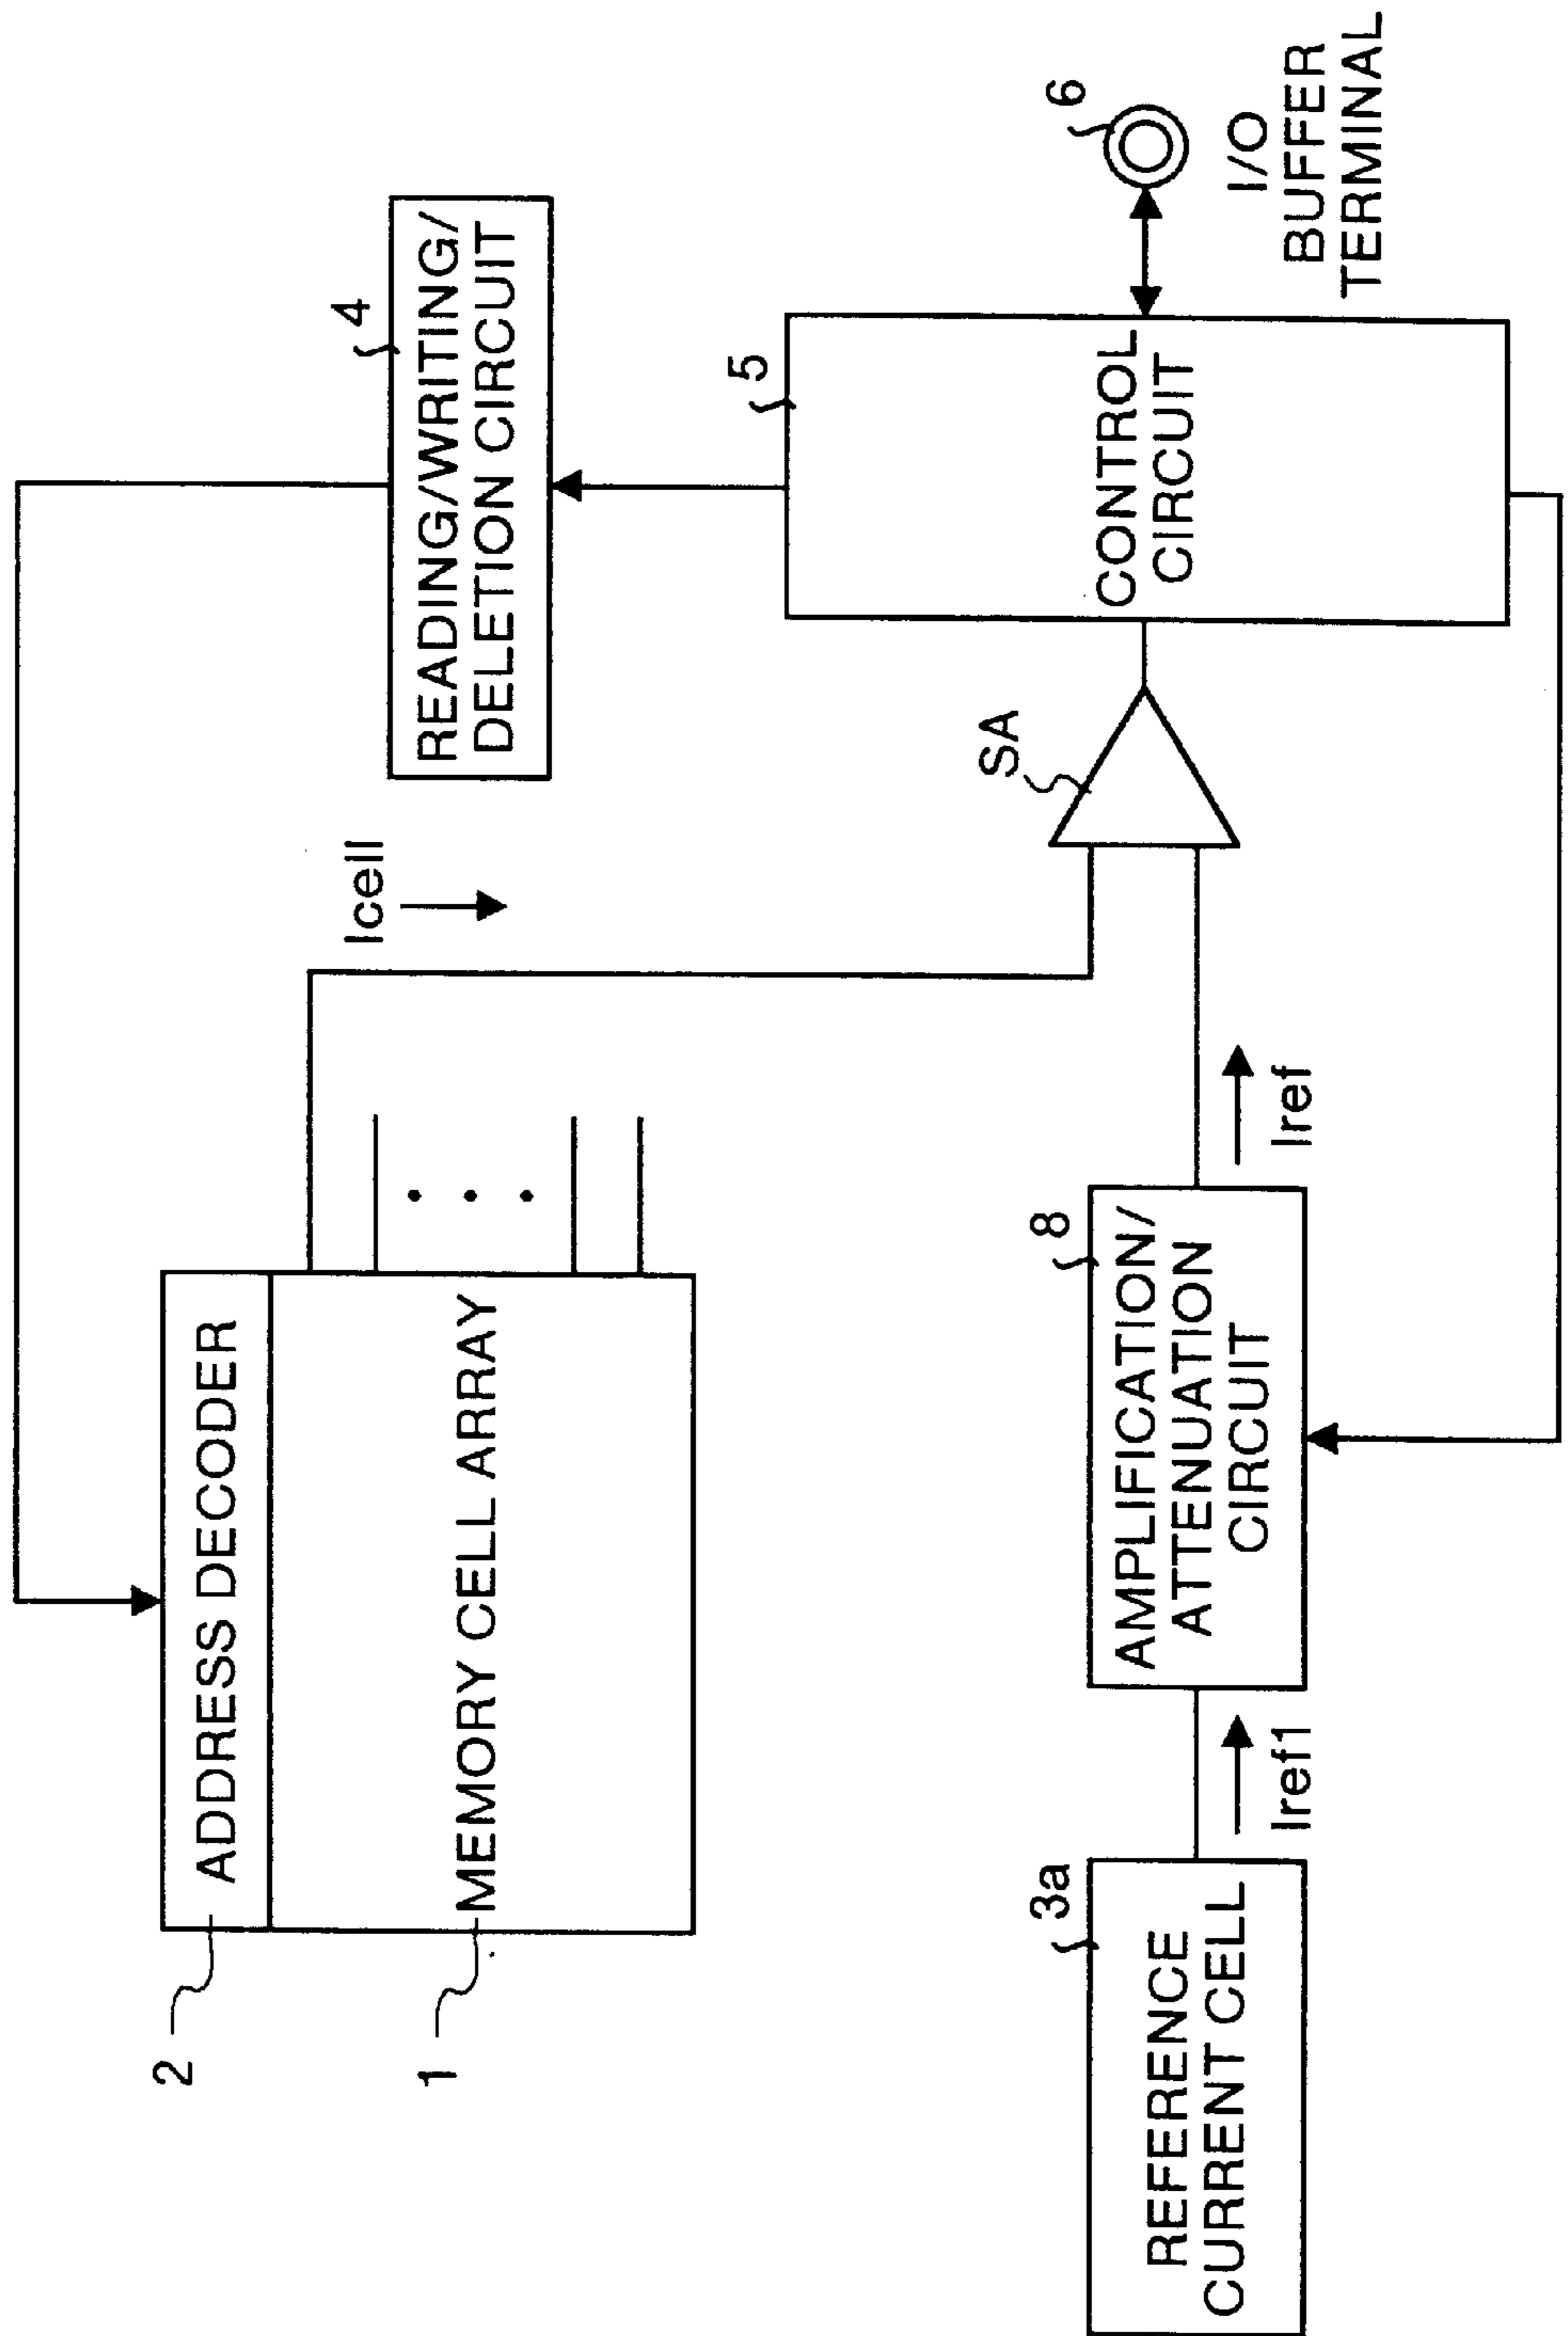 2
ADDRESS DECODER
1
MEMORY CELL ARRAY
Icell
4
READING/WRITING/
DELETION CIRCUIT
3a
REFERENCE
CURRENT CELL
Iref1
8
AMPLIFICATION/
ATTENUATION
CIRCUIT
Iref
SA
5
CONTROL
CIRCUIT
6
I/O
BUFFER
TERMINAL